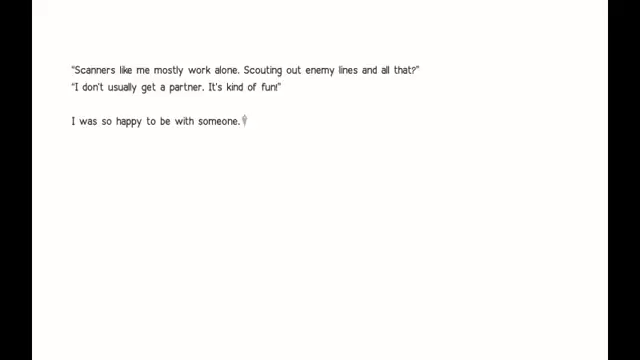 "Scanners like me mostly work alone. Scouting out enemy lines and all that?"
"I don't usually get a partner. It's kind of fun!"
I was so happy to be with someone.